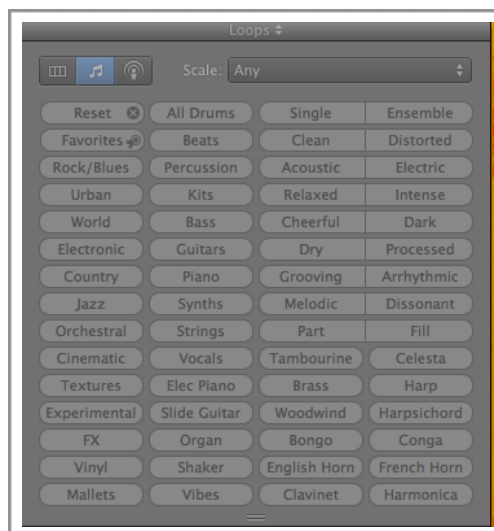 Loops
Scale: Any
Reset All Drums Single Ensemble
Favorites Beats Clean Distorted
Rock/Blues Percussion Acoustic Electric
Urban Kits Relaxed Intense
World Bass Cheerful Dark
Electronic Guitars Dry Processed
Country Piano Grooving Arrhythmic
Jazz Synths Melodic Dissonant
Orchestral Strings Part Fill
Cinematic Vocals Tambourine Celesta
Textures Elec Piano Brass Harp
Experimental Slide Guitar Woodwind Harpsichord
FX Organ Bongo Conga
Vinyl Shaker English Horn French Horn
Mallets Vibes Clavinet Harmonica